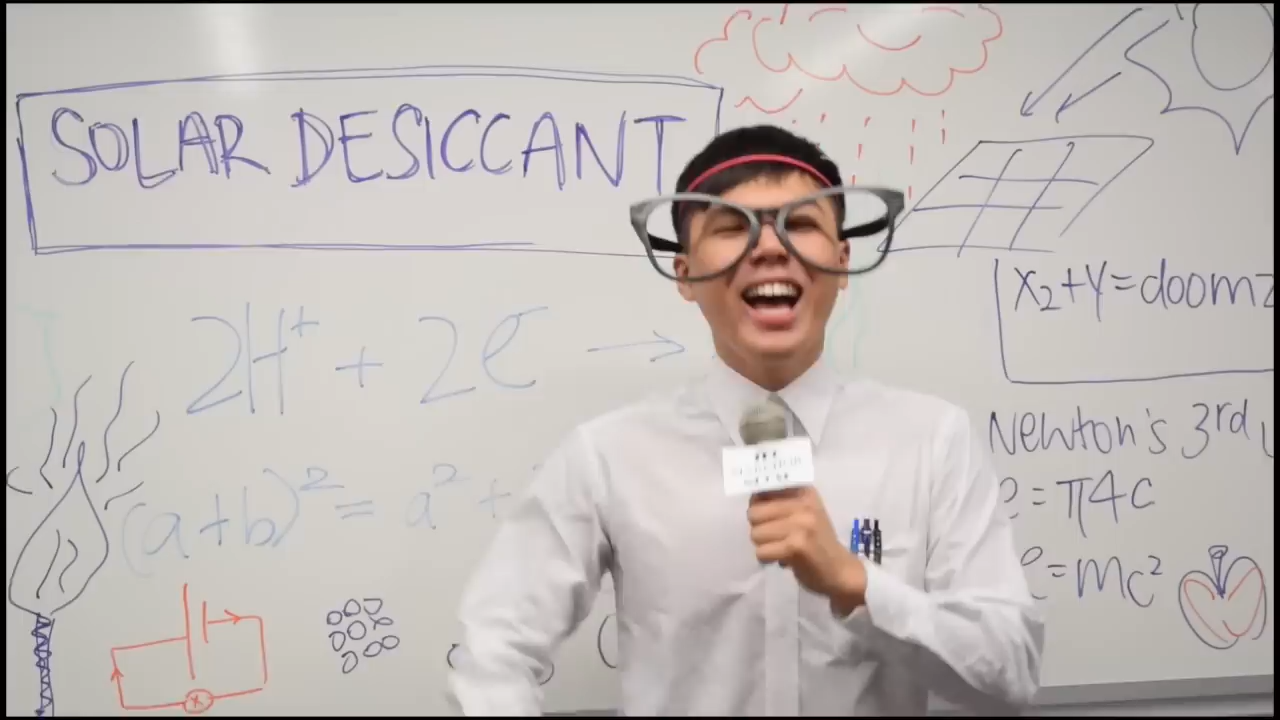 SOLAR DESICCANT
x₂+y=doomz
2H⁺ + 2e →
Newton's 3rd
(a+b)² = a² +
=π4c
e=mc²
x